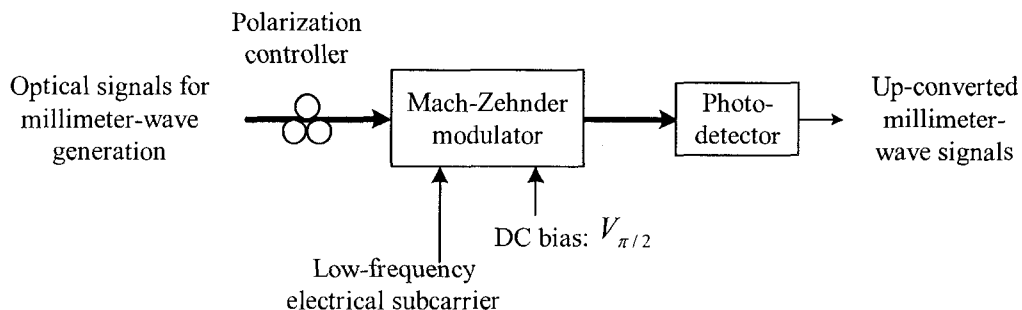 Polarization
controller
Optical signals for
millimeter-wave
generation
Mach-Zehnder
modulator
Photo-
detector
Up-converted
millimeter-
wave signals
DC bias: V_{π/2}
Low-frequency
electrical subcarrier